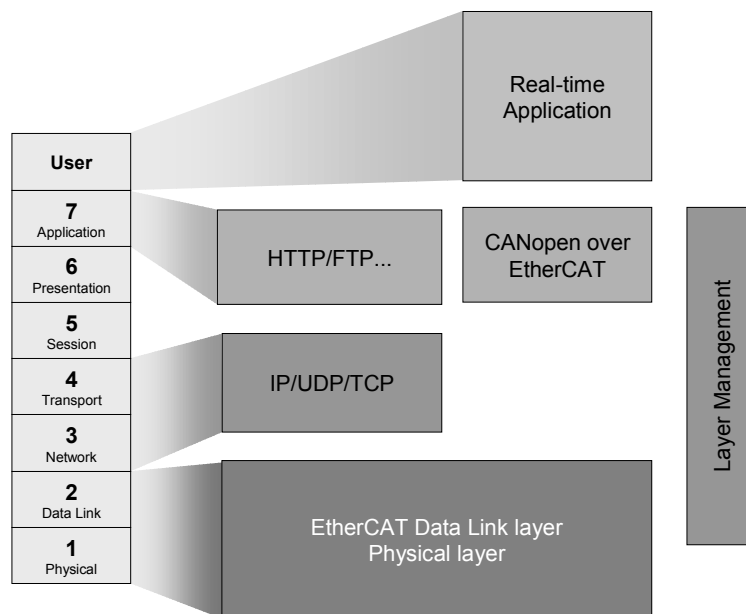 Real-time
Application
User
7
Application
6
Presentation
5
Session
4
Transport
3
Network
2
Data Link
1
Physical
HTTP/FTP...
CANopen over
EtherCAT
IP/UDP/TCP
EtherCAT Data Link layer
Physical layer
Layer Management